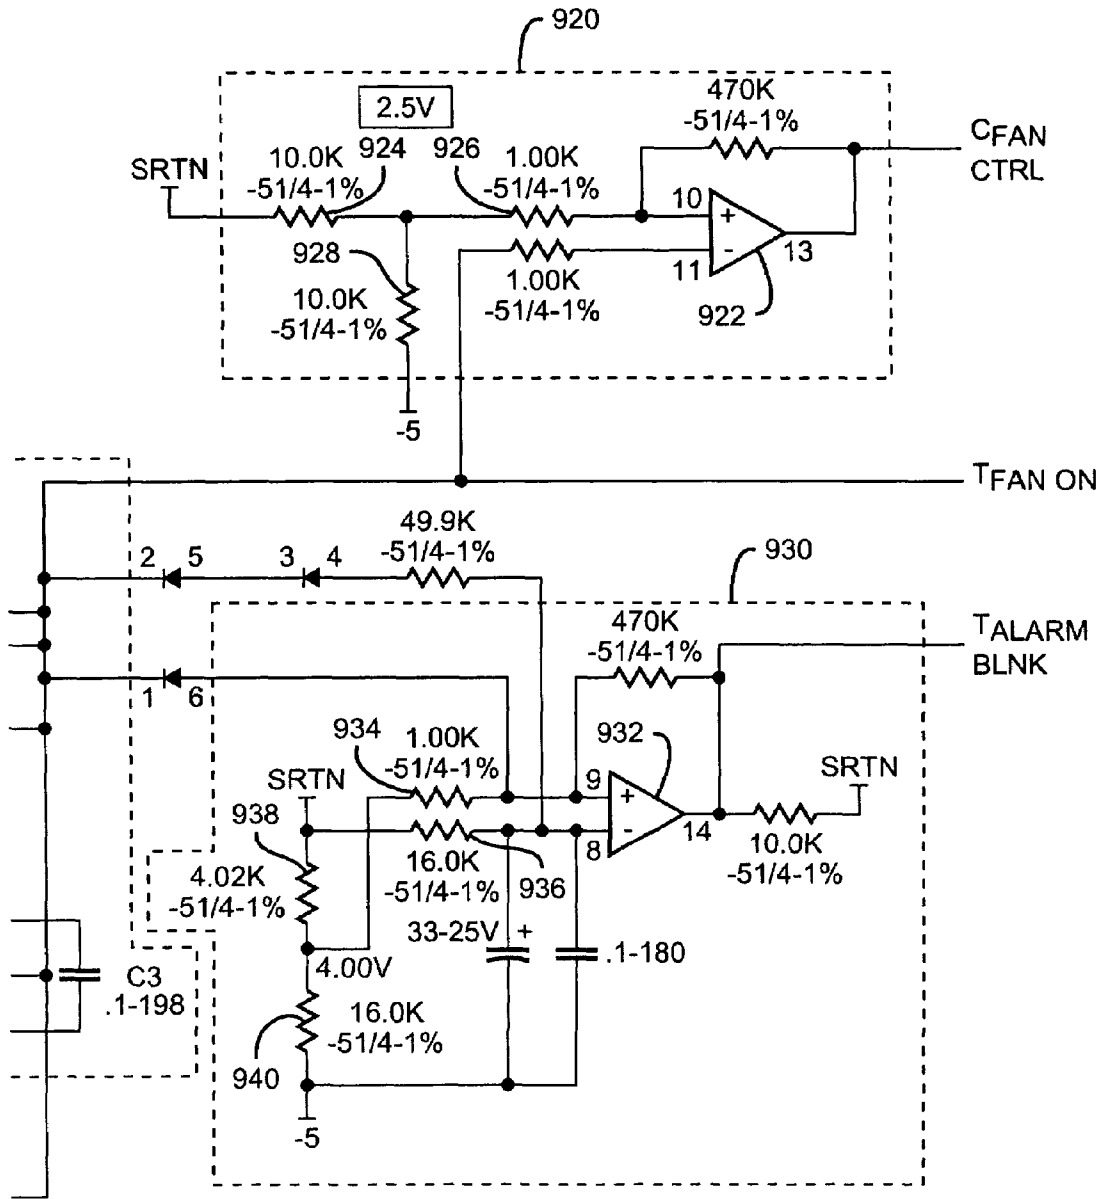 920
2.5V
470K
-51/4-1%
CFAN
CTRL
SRTN
10.0K
-51/4-1%
924
926
1.00K
-51/4-1%
10
+
-
11
13
928
10.0K
-51/4-1%
1.00K
-51/4-1%
922
-5
TFAN ON
49.9K
-51/4-1%
2
5
3
4
930
470K
-51/4-1%
TALARM
BLNK
1
6
934
1.00K
-51/4-1%
932
SRTN
SRTN
9
+
-
8
14
938
10.0K
-51/4-1%
4.02K
-51/4-1%
16.0K
-51/4-1%
936
33-25V
+
.1-180
4.00V
C3
.1-198
16.0K
-51/4-1%
940
-5